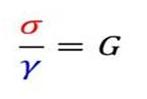 σ/γ = G